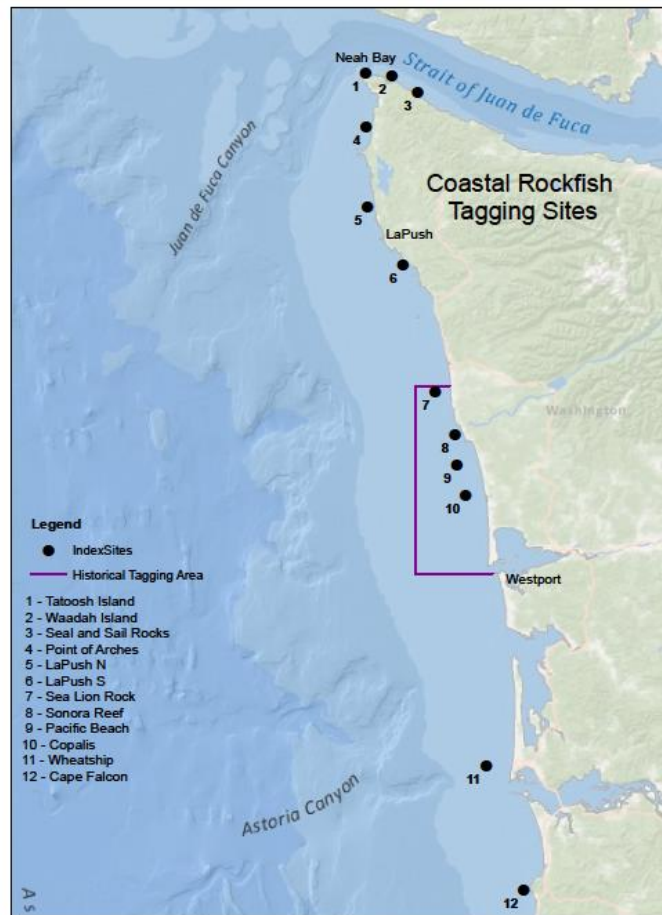 Neah Bay
1
2
3
Strait of Juan de Fuca
4
Juan de Fuca Canyon
Coastal Rockfish
Tagging Sites
5
LaPush
6
7
Washington
8
9
10
Legend
IndexSites
Historical Tagging Area
Westport
1 - Tatoosh Island
2 - Waadah Island
3 - Seal and Sail Rocks
4 - Point of Arches
5 - LaPush N
6 - LaPush S
7 - Sea Lion Rock
8 - Sonora Reef
9 - Pacific Beach
10 - Copalis
11 - Wheatship
12 - Cape Falcon
11
Astoria Canyon
12
As